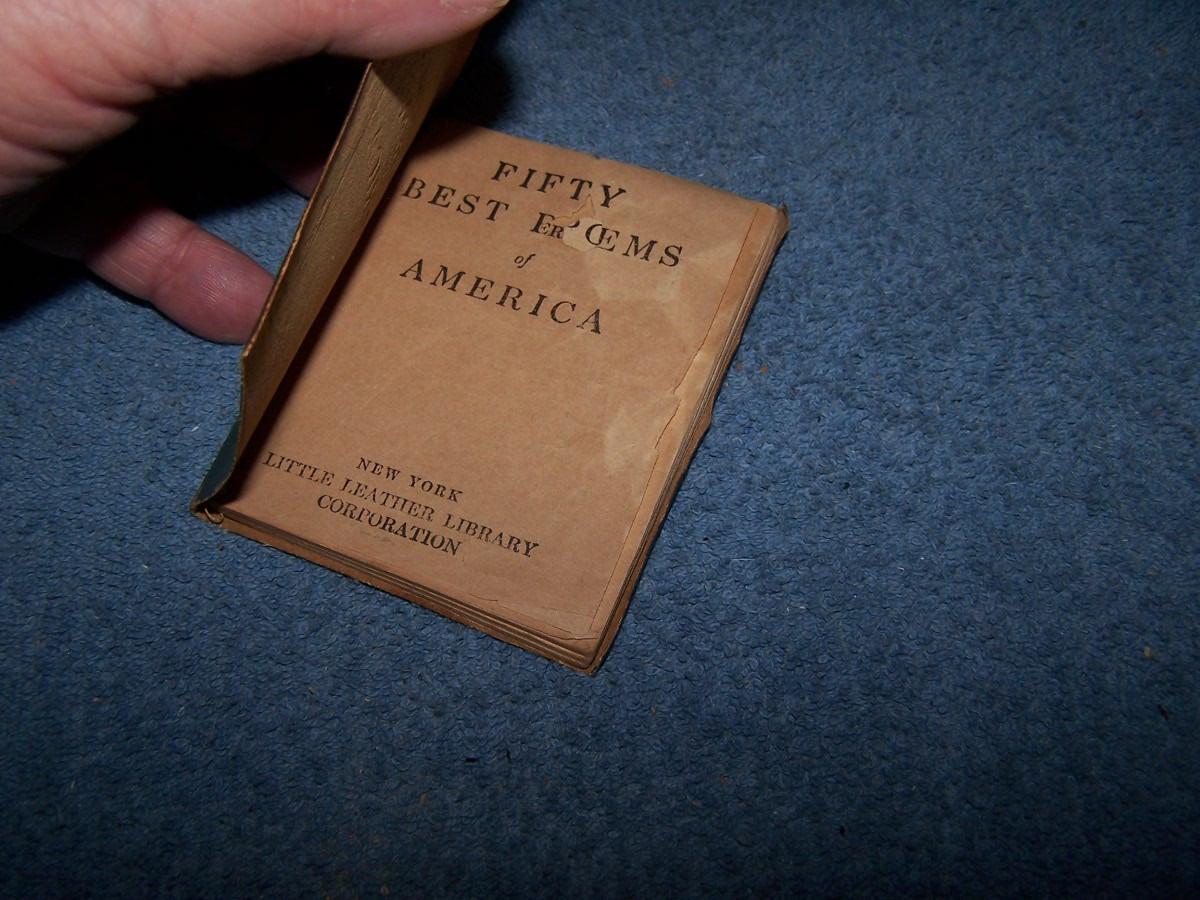 FIFTY
BEST POEMS
of
AMERICA
NEW YORK
LITTLE LEATHER LIBRARY
CORPORATION